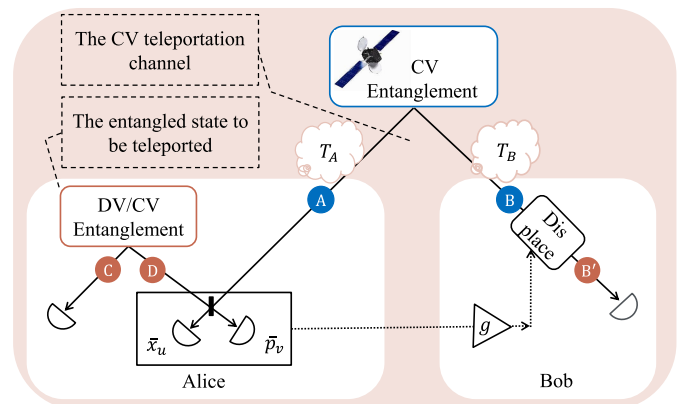 The CV teleportation
channel
The entangled state to
be teleported
CV
Entanglement
T_A
T_B
A
B
DV/CV
Entanglement
Dis
place
C
D
B′
x̄_u
p̄_v
g
Alice
Bob